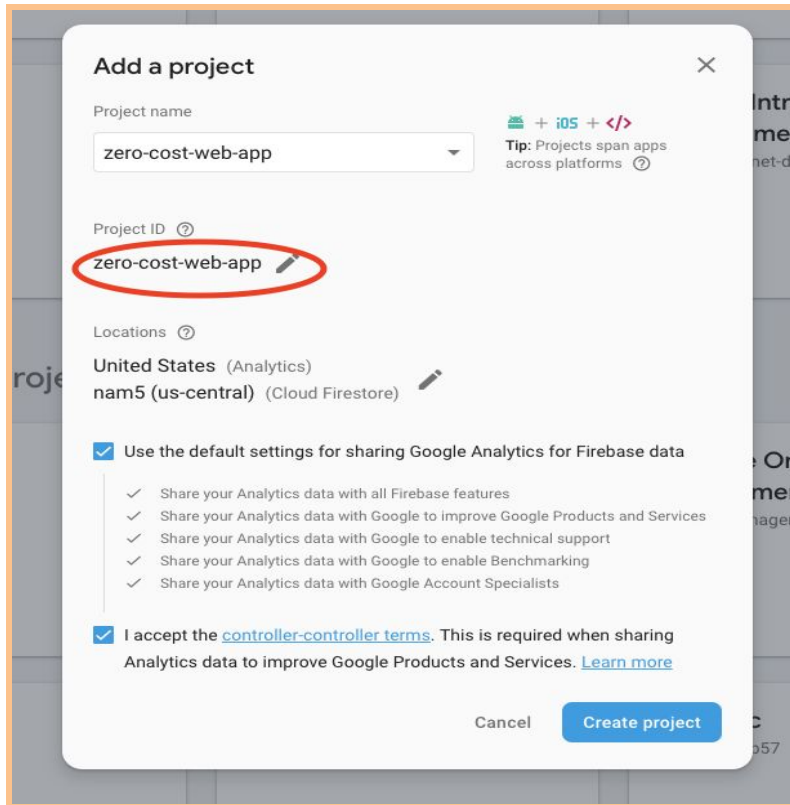 Add a project
Project name
+ iOS + </>
zero-cost-web-app
Tip: Projects span apps
across platforms
Project ID
zero-cost-web-app
Locations
United States (Analytics)
nam5 (us-central) (Cloud Firestore)
Use the default settings for sharing Google Analytics for Firebase data
Share your Analytics data with all Firebase features
Share your Analytics data with Google to improve Google Products and Services
Share your Analytics data with Google to enable technical support
Share your Analytics data with Google to enable Benchmarking
Share your Analytics data with Google Account Specialists
I accept the controller-controller terms. This is required when sharing
Analytics data to improve Google Products and Services. Learn more
Cancel
Create project